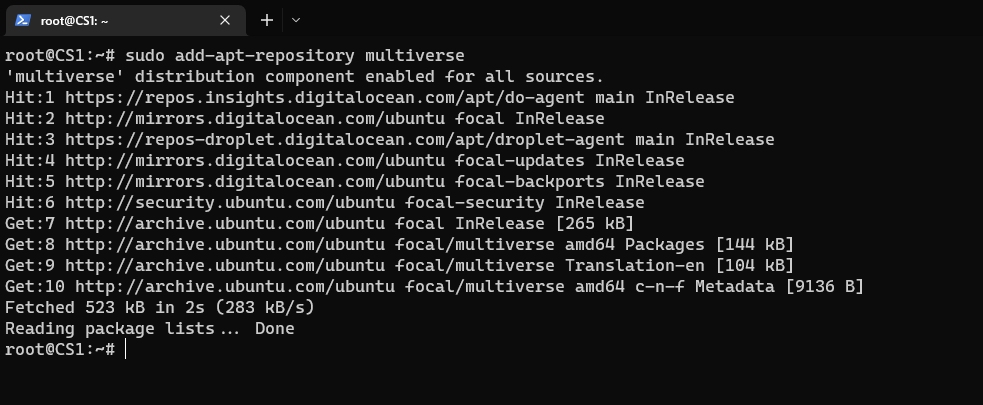 root@CS1: ~
root@CS1:~# sudo add-apt-repository multiverse
'multiverse' distribution component enabled for all sources.
Hit:1 https://repos.insights.digitalocean.com/apt/do-agent main InRelease
Hit:2 http://mirrors.digitalocean.com/ubuntu focal InRelease
Hit:3 https://repos-droplet.digitalocean.com/apt/droplet-agent main InRelease
Hit:4 http://mirrors.digitalocean.com/ubuntu focal-updates InRelease
Hit:5 http://mirrors.digitalocean.com/ubuntu focal-backports InRelease
Hit:6 http://security.ubuntu.com/ubuntu focal-security InRelease
Get:7 http://archive.ubuntu.com/ubuntu focal InRelease [265 kB]
Get:8 http://archive.ubuntu.com/ubuntu focal/multiverse amd64 Packages [144 kB]
Get:9 http://archive.ubuntu.com/ubuntu focal/multiverse Translation-en [104 kB]
Get:10 http://archive.ubuntu.com/ubuntu focal/multiverse amd64 c-n-f Metadata [9136 B]
Fetched 523 kB in 2s (283 kB/s)
Reading package lists... Done
root@CS1:~#